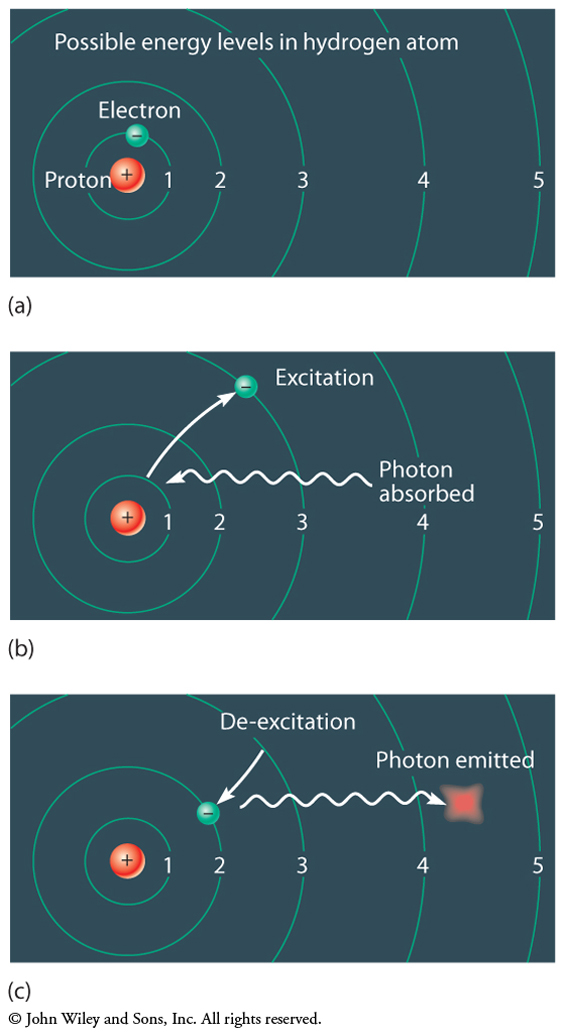 Possible energy levels in hydrogen atom
Electron
−
Proton + 1 2 3 4 5
(a)
− Excitation
Photon
absorbed
+ 1 2 3 4 5
(b)
De-excitation
Photon emitted
−
+ 1 2 3 4 5
(c)
© John Wiley and Sons, Inc. All rights reserved.